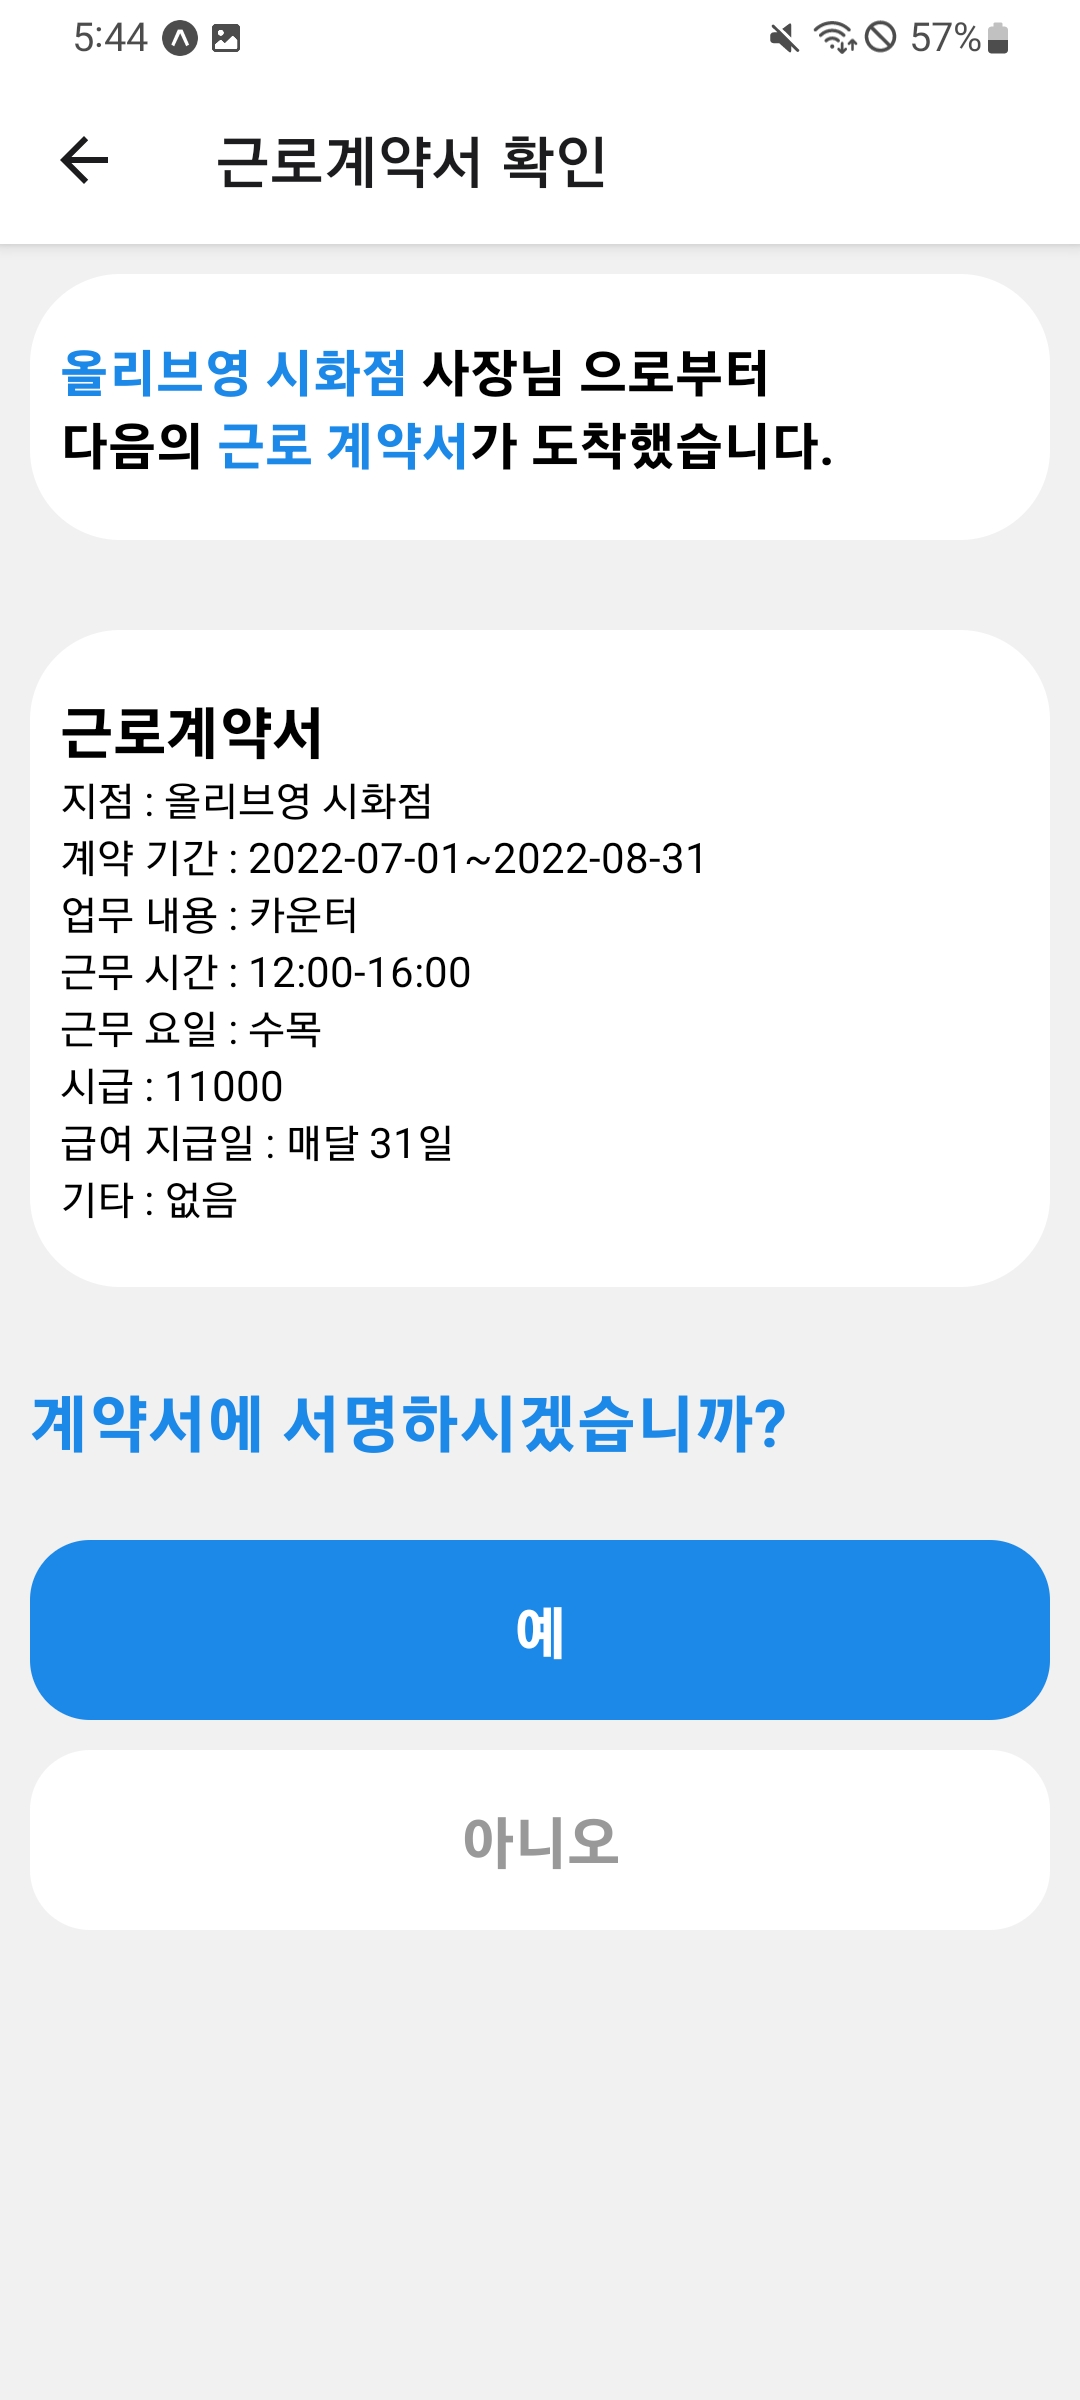 5:44
57%
근로계약서 확인
올리브영 시화점 사장님 으로부터
다음의 근로 계약서가 도착했습니다.
근로계약서
지점 : 올리브영 시화점
계약 기간 : 2022-07-01~2022-08-31
업무 내용 : 카운터
근무 시간 : 12:00-16:00
근무 요일 : 수목
시급 : 11000
급여 지급일 : 매달 31일
기타 : 없음
계약서에 서명하시겠습니까?
예
아니오